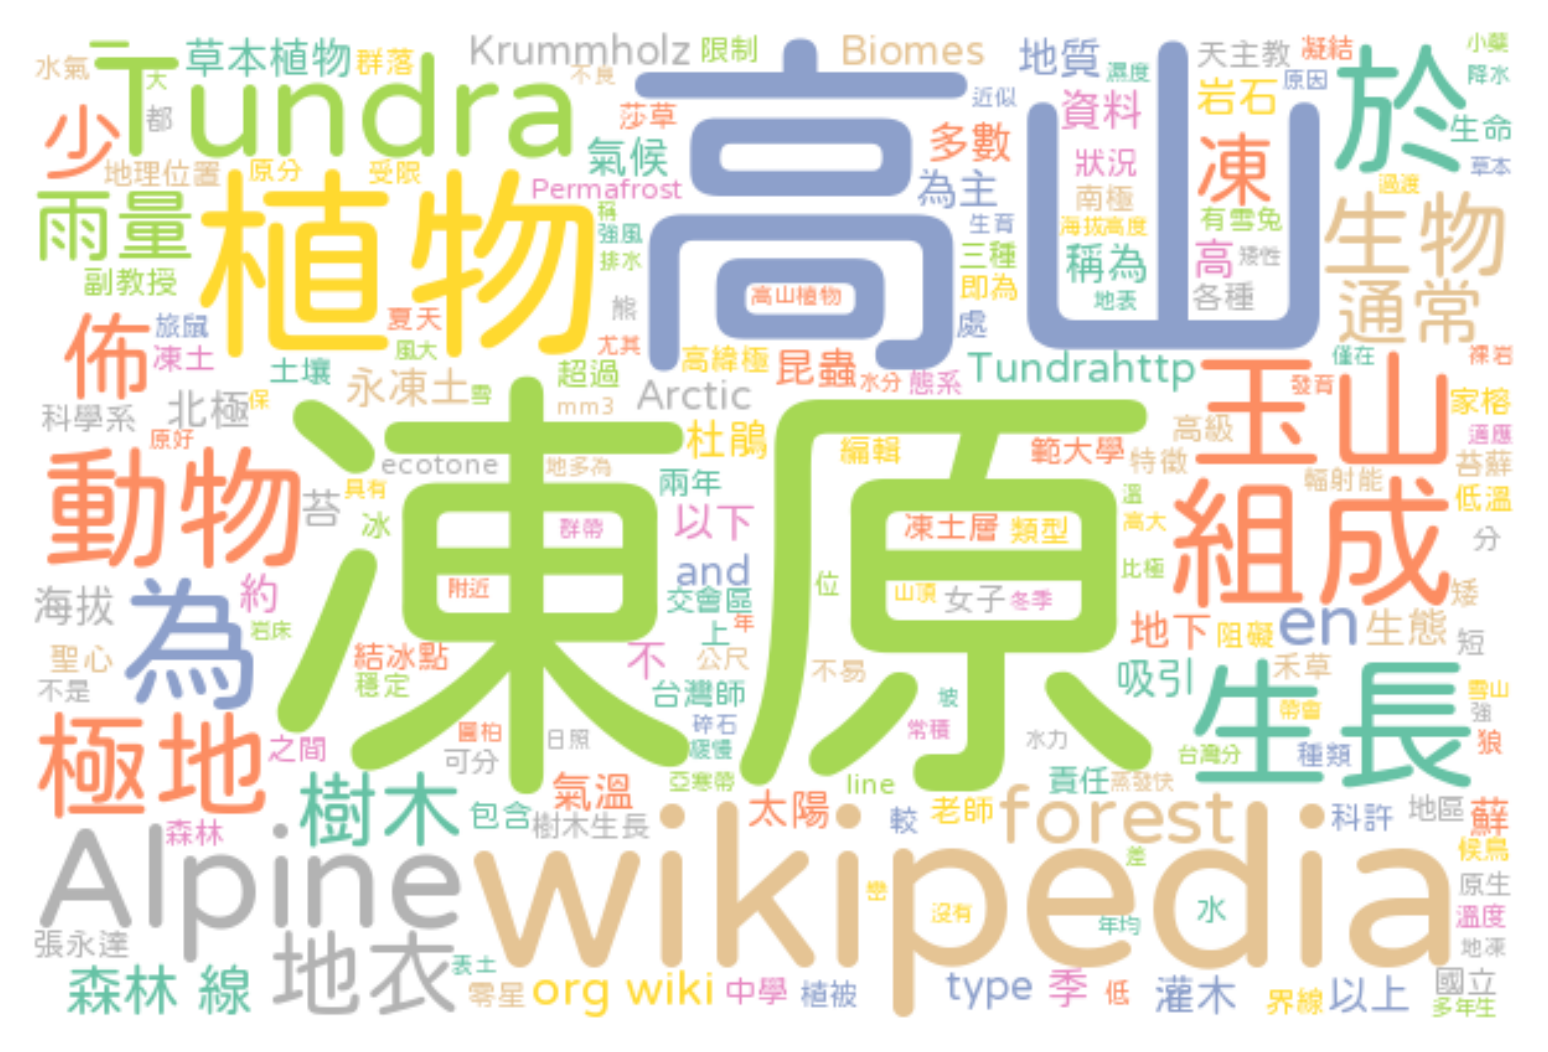 水氣
Tundra
大
都
草本植物
群落
Krummholz
不見
限制
Biomes
地質
濕度
天主教
凝結
原因
小蘗
降水
於
生命
草本
少
地理位置
原分
受限
莎草
氣候
Permafrost
近似
多數
為主
高山
資料
狀況
南極
海拔高度
岩石
凍
過渡
有雪兔
雨量
副教授
植物
稱
強風
排水
熊
尤其
高山植物
生育
三種
即為
處
稱為
地表
高
矮性
各種
生物
通常
佈
旅鼠
凍土
土壤
夏天
風大
永凍土
雪
超過
mm3
高緯極
昆蟲
水分
態系
Arctic
Tundrahttp
僅在
裸岩
發育
玉山
家榕
適應
科學系
北極
保
原好
凍原
ecotone
地多為
杜鵑
編輯
範大學
特徵
高級
輻射能
苔蘚
低溫
動物
苔
具有
冰
兩年
以下
群帶
凍土層
類型
溫
高大
組成
分
海拔
為
約
岩床
附近
and
交會區
上
年
位
山頂
女子
冬季
比極
地下
阻礙
en
生態
矮
短
聖心
不是
結冰點
穩定
不
公尺
台灣師
不易
坡
吸引
禾草
生長
帶會
雪山
強
狼
極地
之間
圓柏
可分
日照
碎石
緩慢
常積
水力
台灣分
種類
樹木
森林
包含
氣溫
樹木生長
亞寒帶
太陽
line
較
老師
責任
蒸發快
forest
科許
地區
蘚
候鳥
Alpine
wikipedia
巒
沒有
差
年均
水
原生
溫度
地凍
張永達
地衣
表土
森林 線
零星
org wiki
中學
植被
type
季
低
灌木
界線
以上
國立
多年生